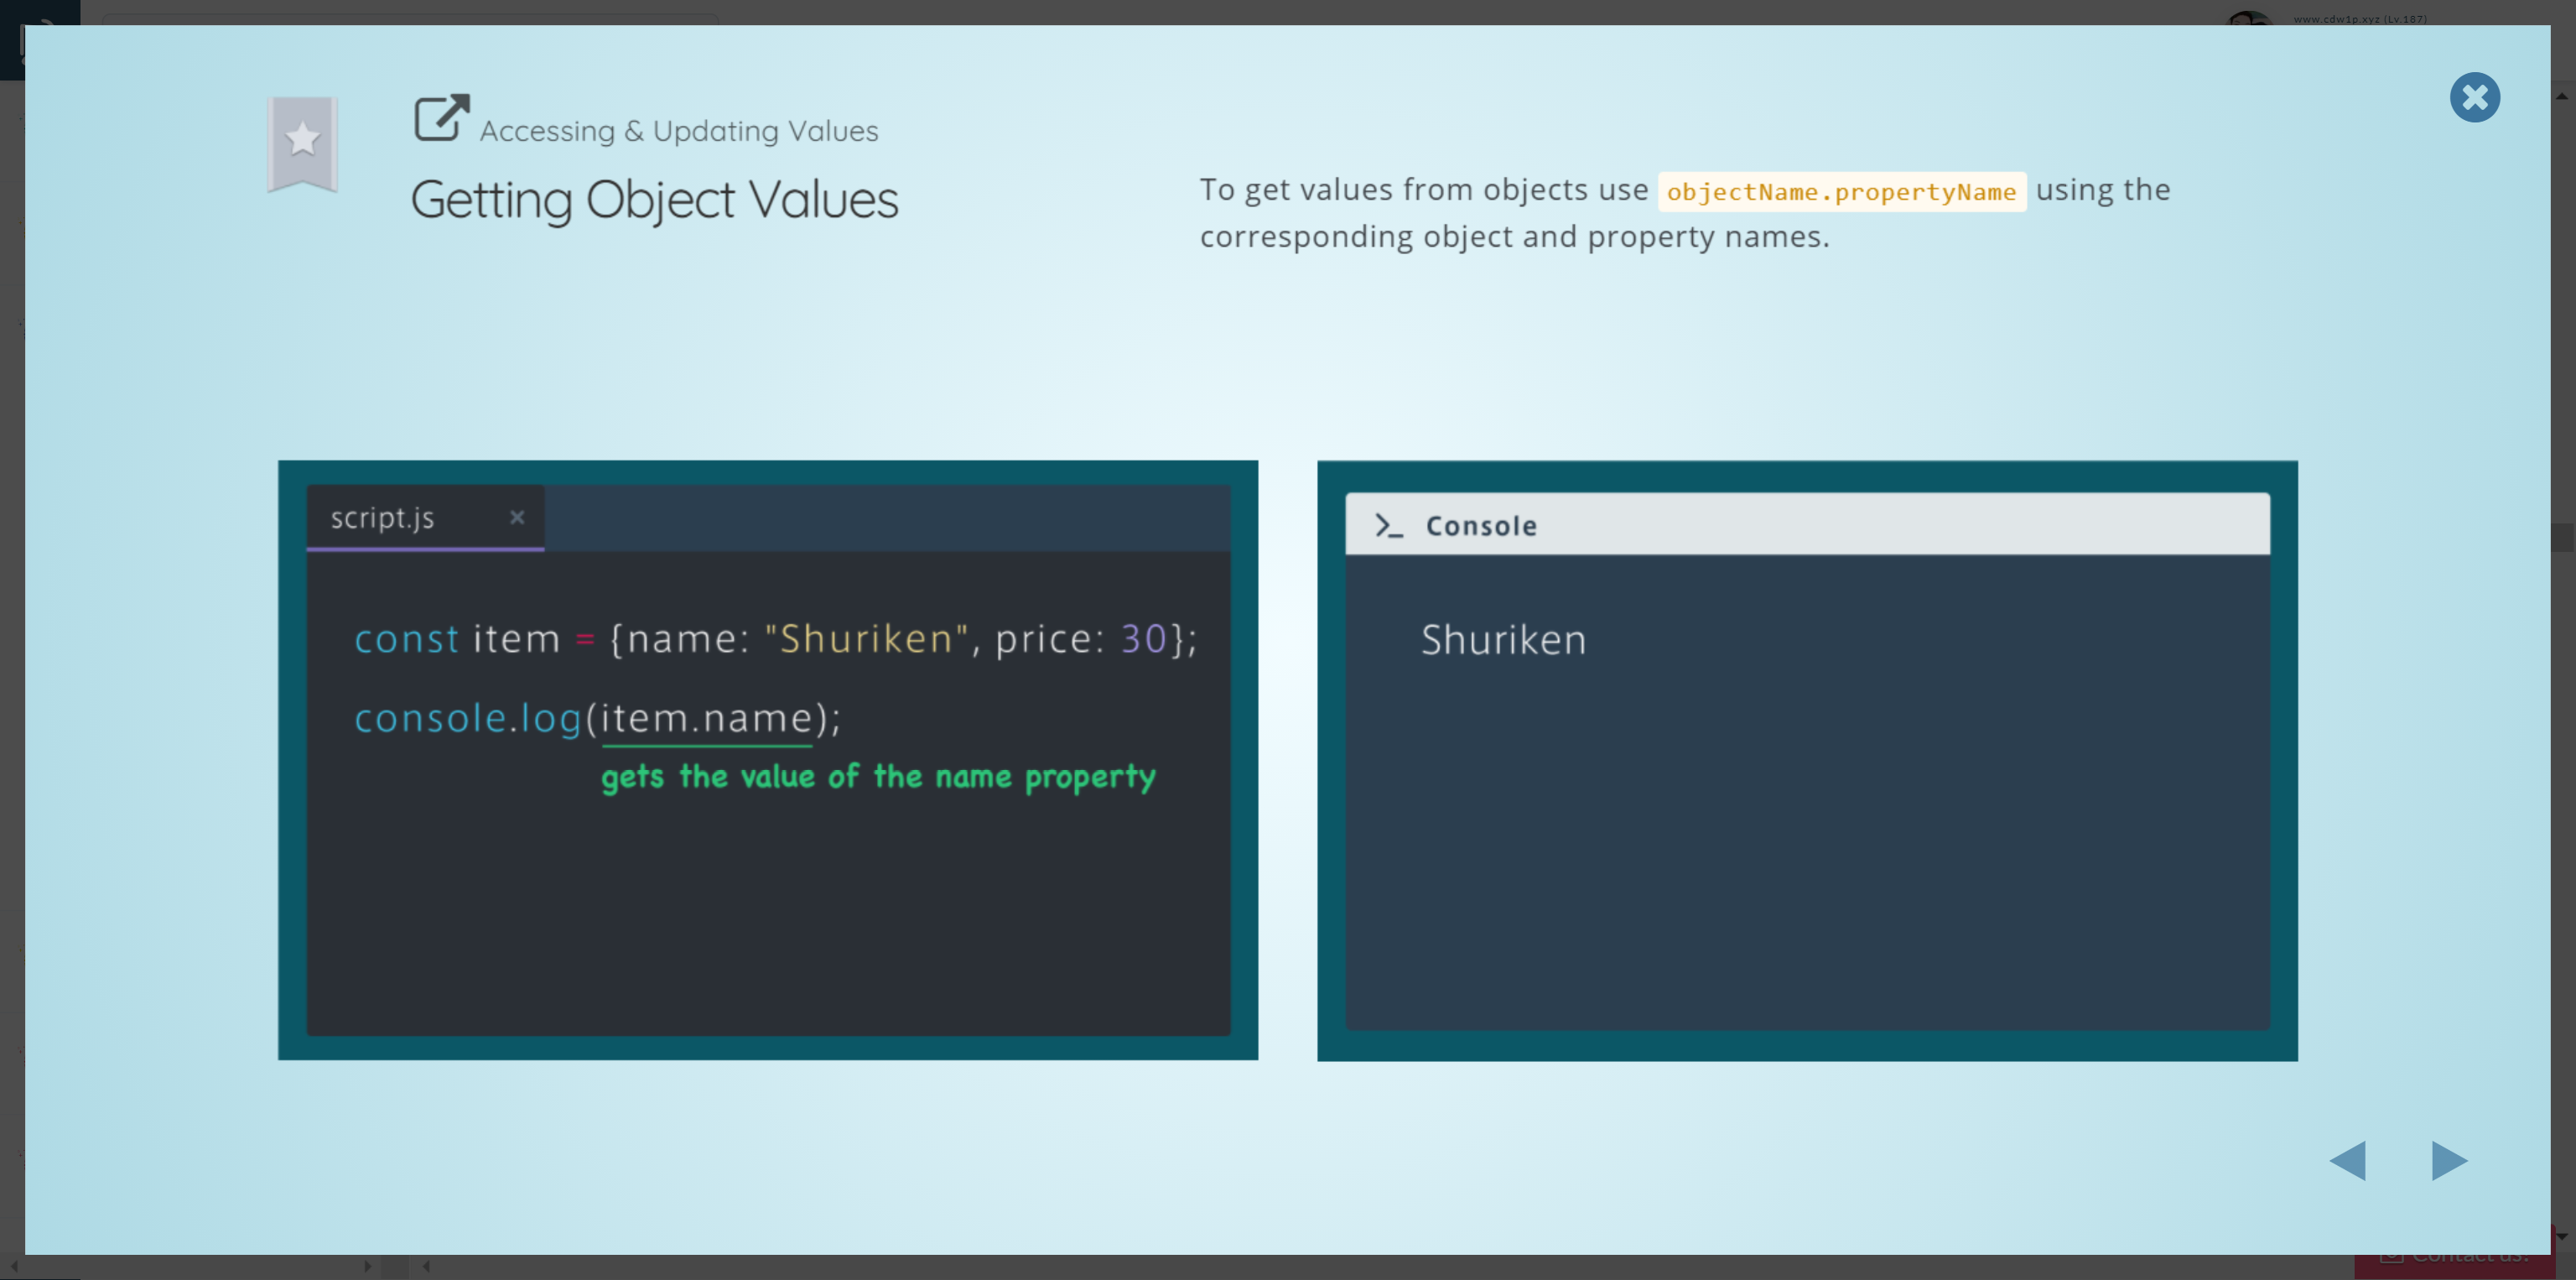 www.cdw1p.xyz (Lv.187)
Accessing & Updating Values
Getting Object Values
To get values from objects use objectName.propertyName using the
corresponding object and property names.
script.js
const item = {name: "Shuriken", price: 30};
console.log(item.name);
gets the value of the name property
>_ Console
Shuriken
Contact us!